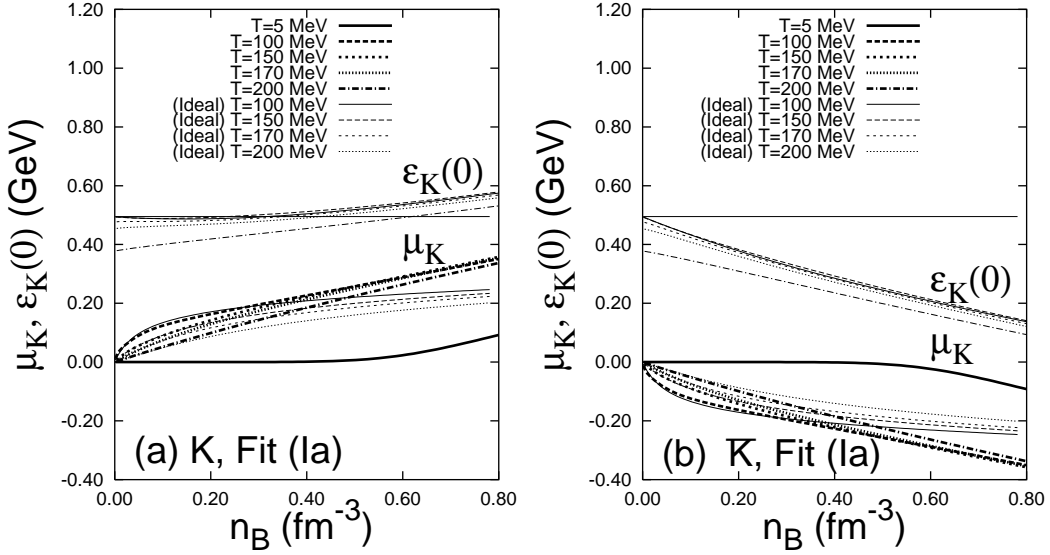 μK, εK(0) (GeV)
1.20
1.00
0.80
0.60
0.40
0.20
0.00
-0.20
-0.40
T=5 MeV
T=100 MeV
T=150 MeV
T=170 MeV
T=200 MeV
(Ideal) T=100 MeV
(Ideal) T=150 MeV
(Ideal) T=170 MeV
(Ideal) T=200 MeV
εK(0)
μK
(a) K, Fit (Ia)
0.00 0.20 0.40 0.60 0.80
nB (fm-3)
μK, εK(0) (GeV)
1.20
1.00
0.80
0.60
0.40
0.20
0.00
-0.20
-0.40
T=5 MeV
T=100 MeV
T=150 MeV
T=170 MeV
T=200 MeV
(Ideal) T=100 MeV
(Ideal) T=150 MeV
(Ideal) T=170 MeV
(Ideal) T=200 MeV
εK(0)
μK
(b) K̅, Fit (Ia)
0.00 0.20 0.40 0.60 0.80
nB (fm-3)